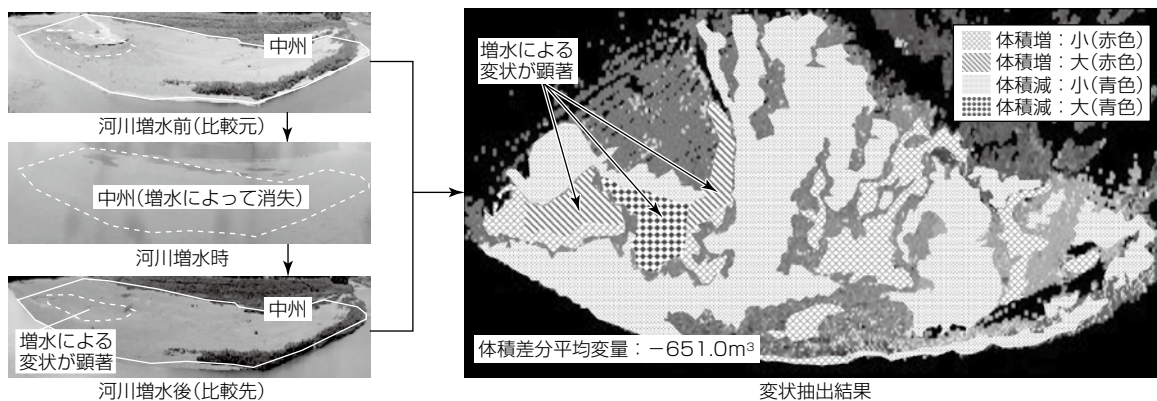 中州
河川増水前(比較元)
中州(増水によって消失)
河川増水時
中州
増水による
変状が顕著
河川増水後(比較先)
増水による
変状が顕著
体積増:小(赤色)
体積増:大(赤色)
体積減:小(青色)
体積減:大(青色)
体積差分平均変量:-651.0m³
変状抽出結果